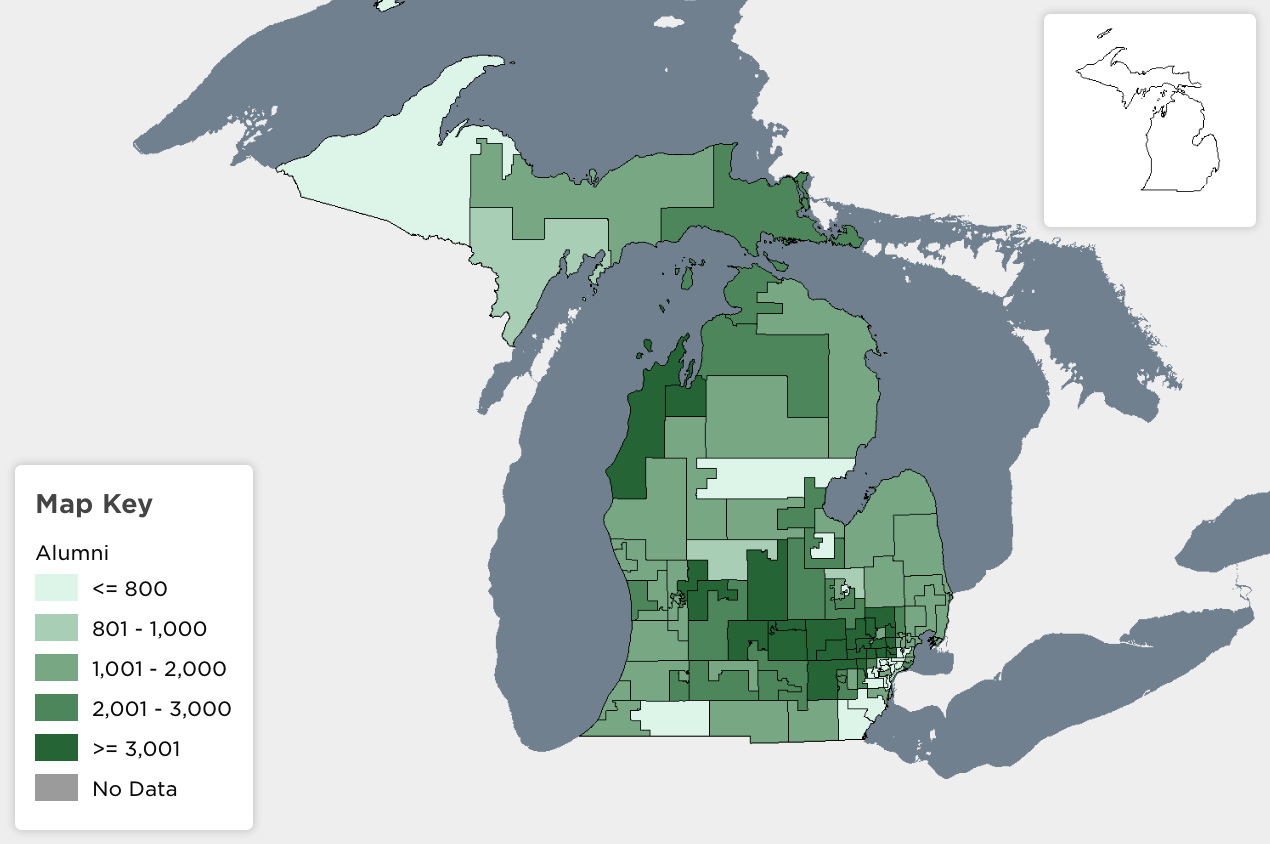 Map Key
Alumni
<= 800
801 - 1,000
1,001 - 2,000
2,001 - 3,000
>= 3,001
No Data